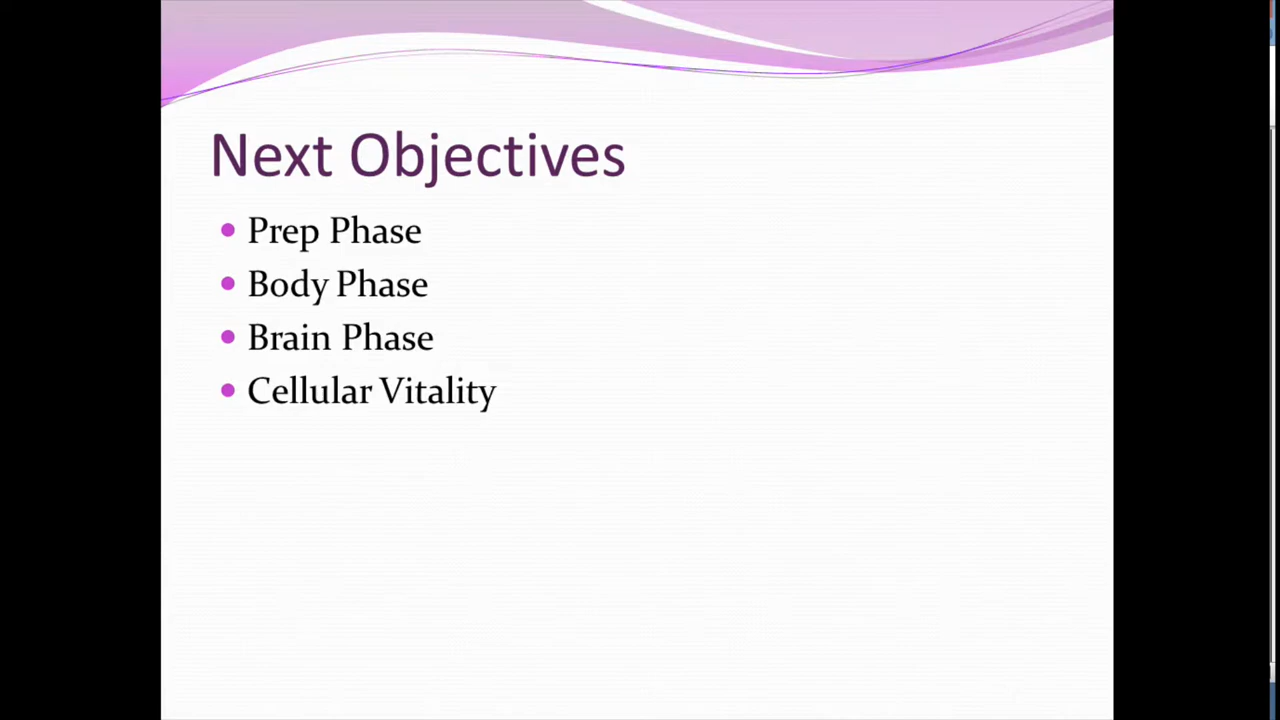 Next Objectives
Prep Phase
Body Phase
Brain Phase
Cellular Vitality